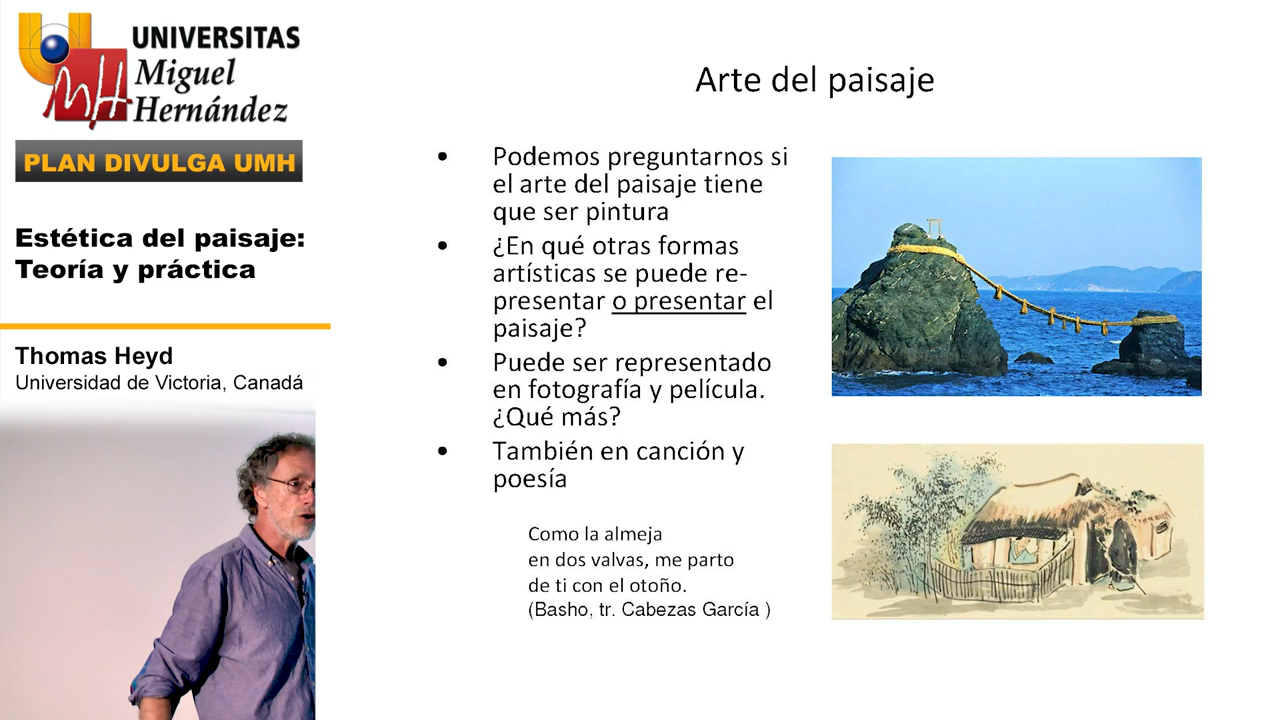 UNIVERSITAS
Miguel
Hernández
PLAN DIVULGA UMH
Estética del paisaje:
Teoría y práctica
Thomas Heyd
Universidad de Victoria, Canadá
Arte del paisaje
• Podemos preguntarnos si
el arte del paisaje tiene
que ser pintura
• ¿En qué otras formas
artísticas se puede re-
presentar o presentar el
paisaje?
• Puede ser representado
en fotografía y película.
¿Qué más?
• También en canción y
poesía
Como la almeja
en dos valvas, me parto
de ti con el otoño.
(Basho, tr. Cabezas García )